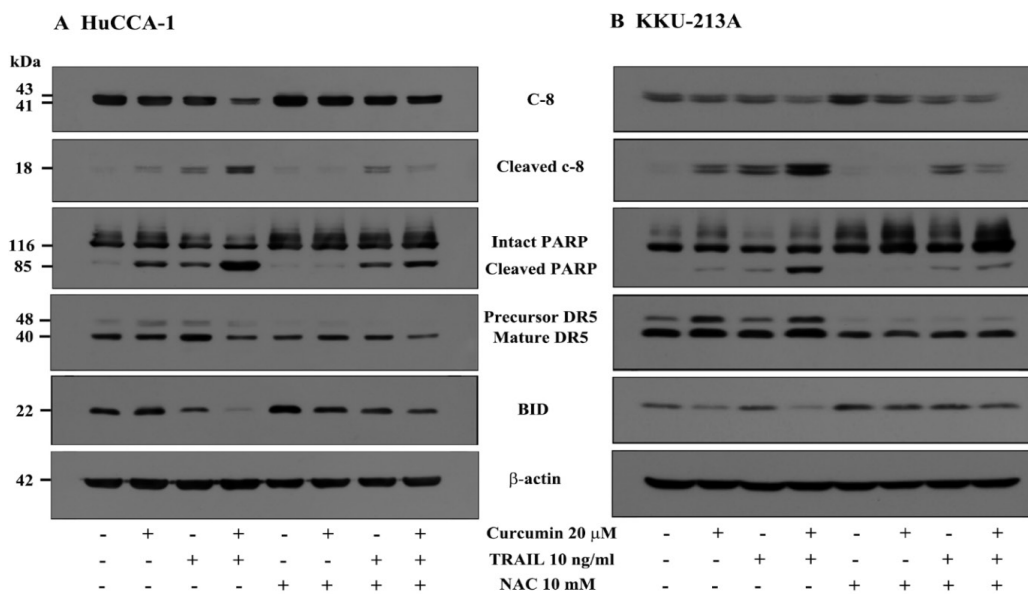 A HuCCA-1
B KKU-213A
kDa
43
41
C-8
18
Cleaved c-8
116
Intact PARP
85
Cleaved PARP
48
Precursor DR5
40
Mature DR5
22
BID
42
β-actin
- + - + - + - + Curcumin 20 μM - + - + - + - +
- - + + - - + + TRAIL 10 ng/ml - - + + - - + +
- - - - + + + + NAC 10 mM - - - - + + + +